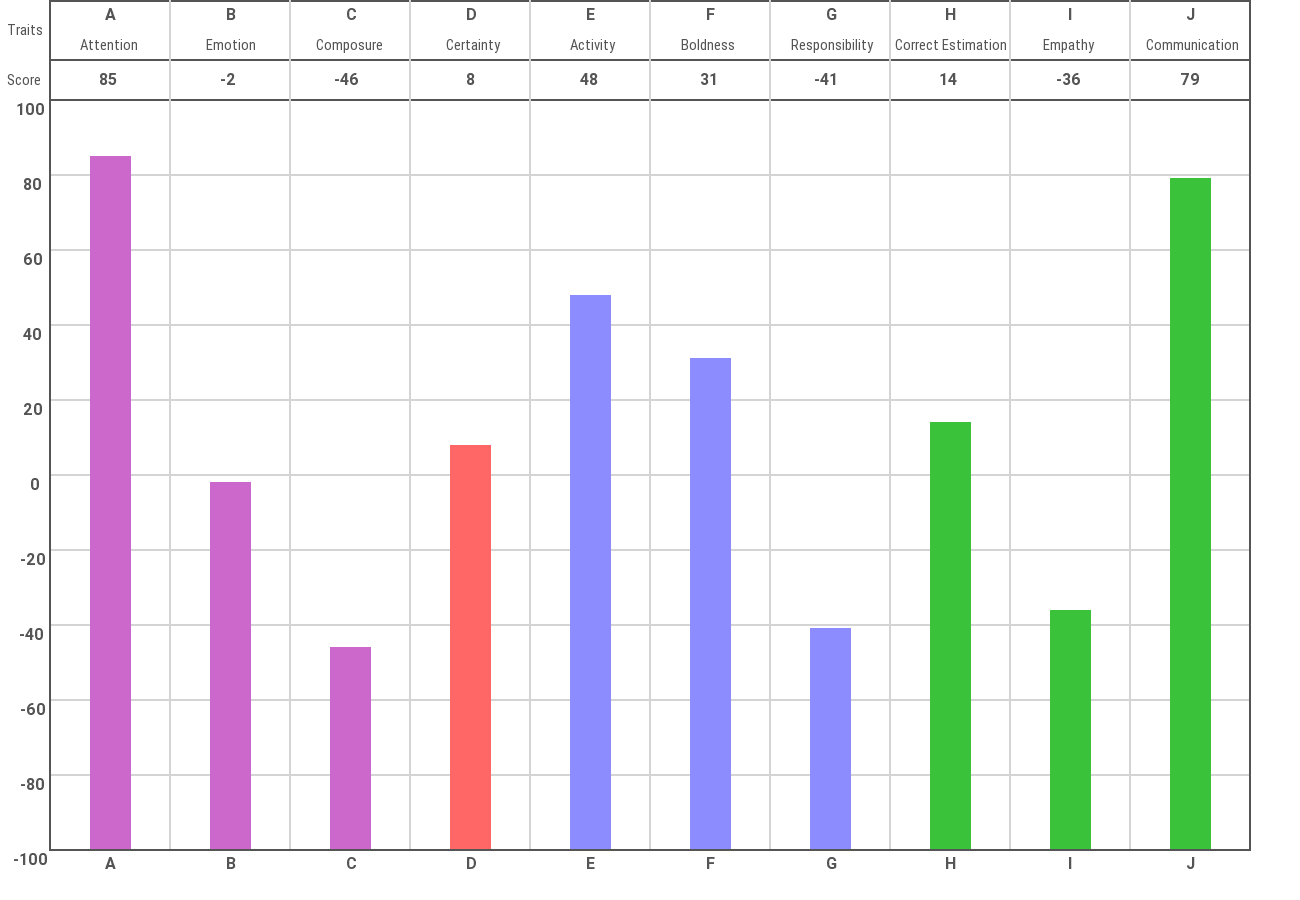 Traits
A B C D E F G H I J
Attention Emotion Composure Certainty Activity Boldness Responsibility Correct Estimation Empathy Communication
Score 85 -2 -46 8 48 31 -41 14 -36 79
100
80
60
40
20
0
-20
-40
-60
-80
-100
A B C D E F G H I J